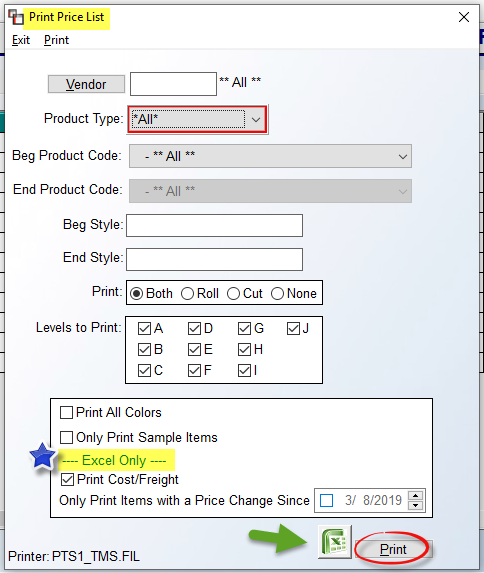 Print Price List
Exit Print
Vendor ** All **
Product Type: *All*
Beg Product Code: - ** All **
End Product Code: - ** All **
Beg Style:
End Style:
Print: Both Roll Cut None
Levels to Print: A D G J
B E H
C F I
Print All Colors
Only Print Sample Items
---- Excel Only ----
Print Cost/Freight
Only Print Items with a Price Change Since 3/ 8/2019
Print
Printer: PTS1_TMS.FIL